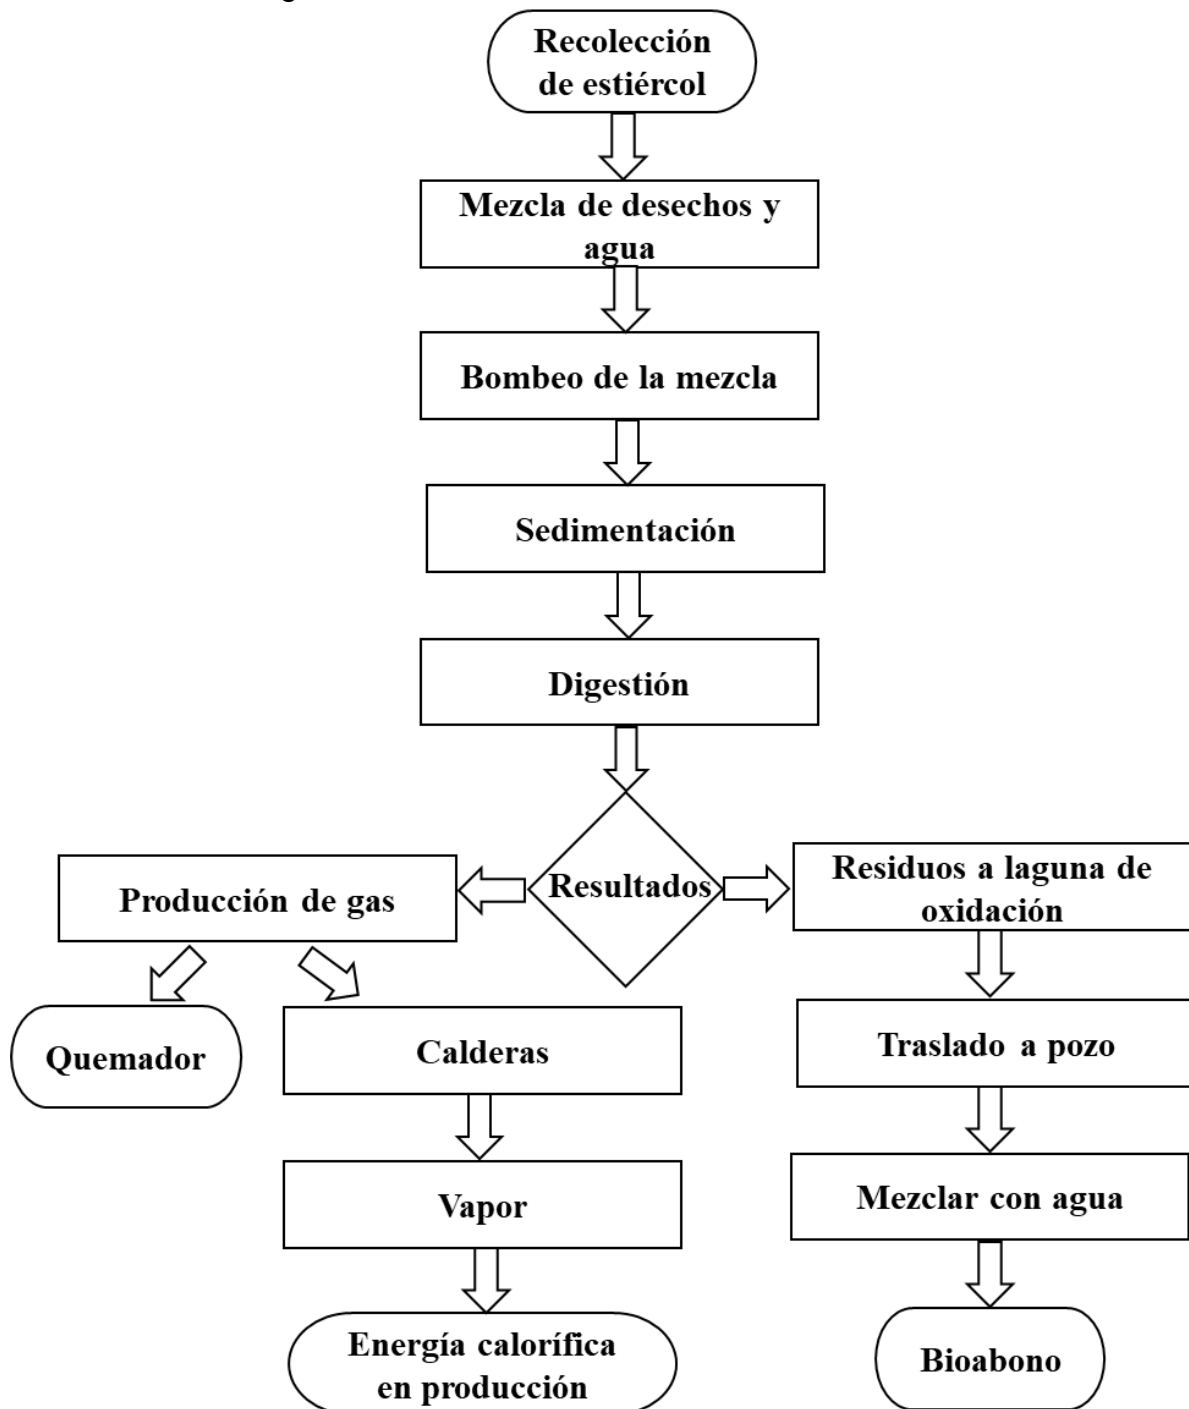 Recolección
de estiércol
Mezcla de desechos y
agua
Bombeo de la mezcla
Sedimentación
Digestión
Resultados
Producción de gas
Residuos a laguna de
oxidación
Quemador
Calderas
Traslado a pozo
Vapor
Mezclar con agua
Energía calorífica
en producción
Bioabono